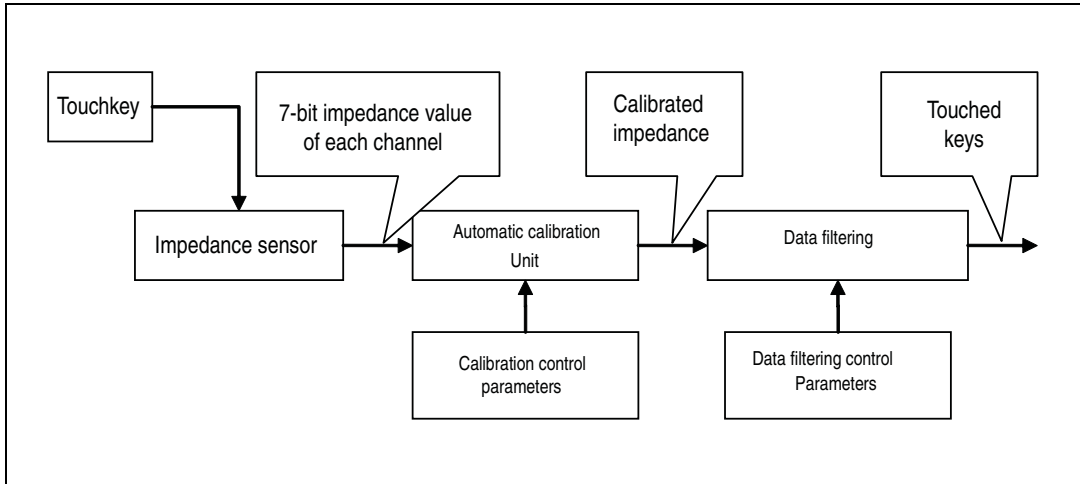 Touchkey
7-bit impedance value
of each channel
Calibrated
impedance
Touched
keys
Impedance sensor
Automatic calibration
Unit
Data filtering
Calibration control
parameters
Data filtering control
Parameters